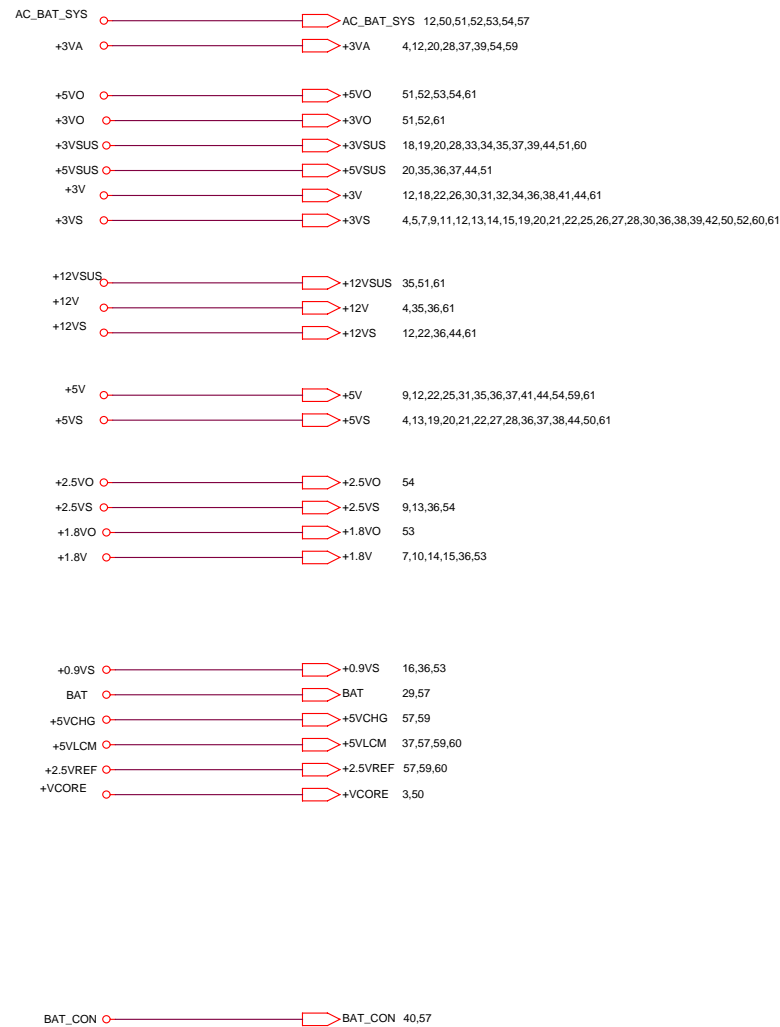 AC_BAT_SYS AC_BAT_SYS 12,50,51,52,53,54,57
+3VA +3VA 4,12,20,28,37,39,54,59
+5VO +5VO 51,52,53,54,61
+3VO +3VO 51,52,61
+3VSUS +3VSUS 18,19,20,28,33,34,35,37,39,44,51,60
+5VSUS +5VSUS 20,35,36,37,44,51
+3V +3V 12,18,22,26,30,31,32,34,36,38,41,44,61
+3VS +3VS 4,5,7,9,11,12,13,14,15,19,20,21,22,25,26,27,28,30,36,38,39,42,50,52,60,61
+12VSUS +12VSUS 35,51,61
+12V +12V 4,35,36,61
+12VS +12VS 12,22,36,44,61
+5V +5V 9,12,22,25,31,35,36,37,41,44,54,59,61
+5VS +5VS 4,13,19,20,21,22,27,28,36,37,38,44,50,61
+2.5VO +2.5VO 54
+2.5VS +2.5VS 9,13,36,54
+1.8VO +1.8VO 53
+1.8V +1.8V 7,10,14,15,36,53
+0.9VS +0.9VS 16,36,53
BAT BAT 29,57
+5VCHG +5VCHG 57,59
+5VLCM +5VLCM 37,57,59,60
+2.5VREF +2.5VREF 57,59,60
+VCORE +VCORE 3,50
BAT_CON BAT_CON 40,57